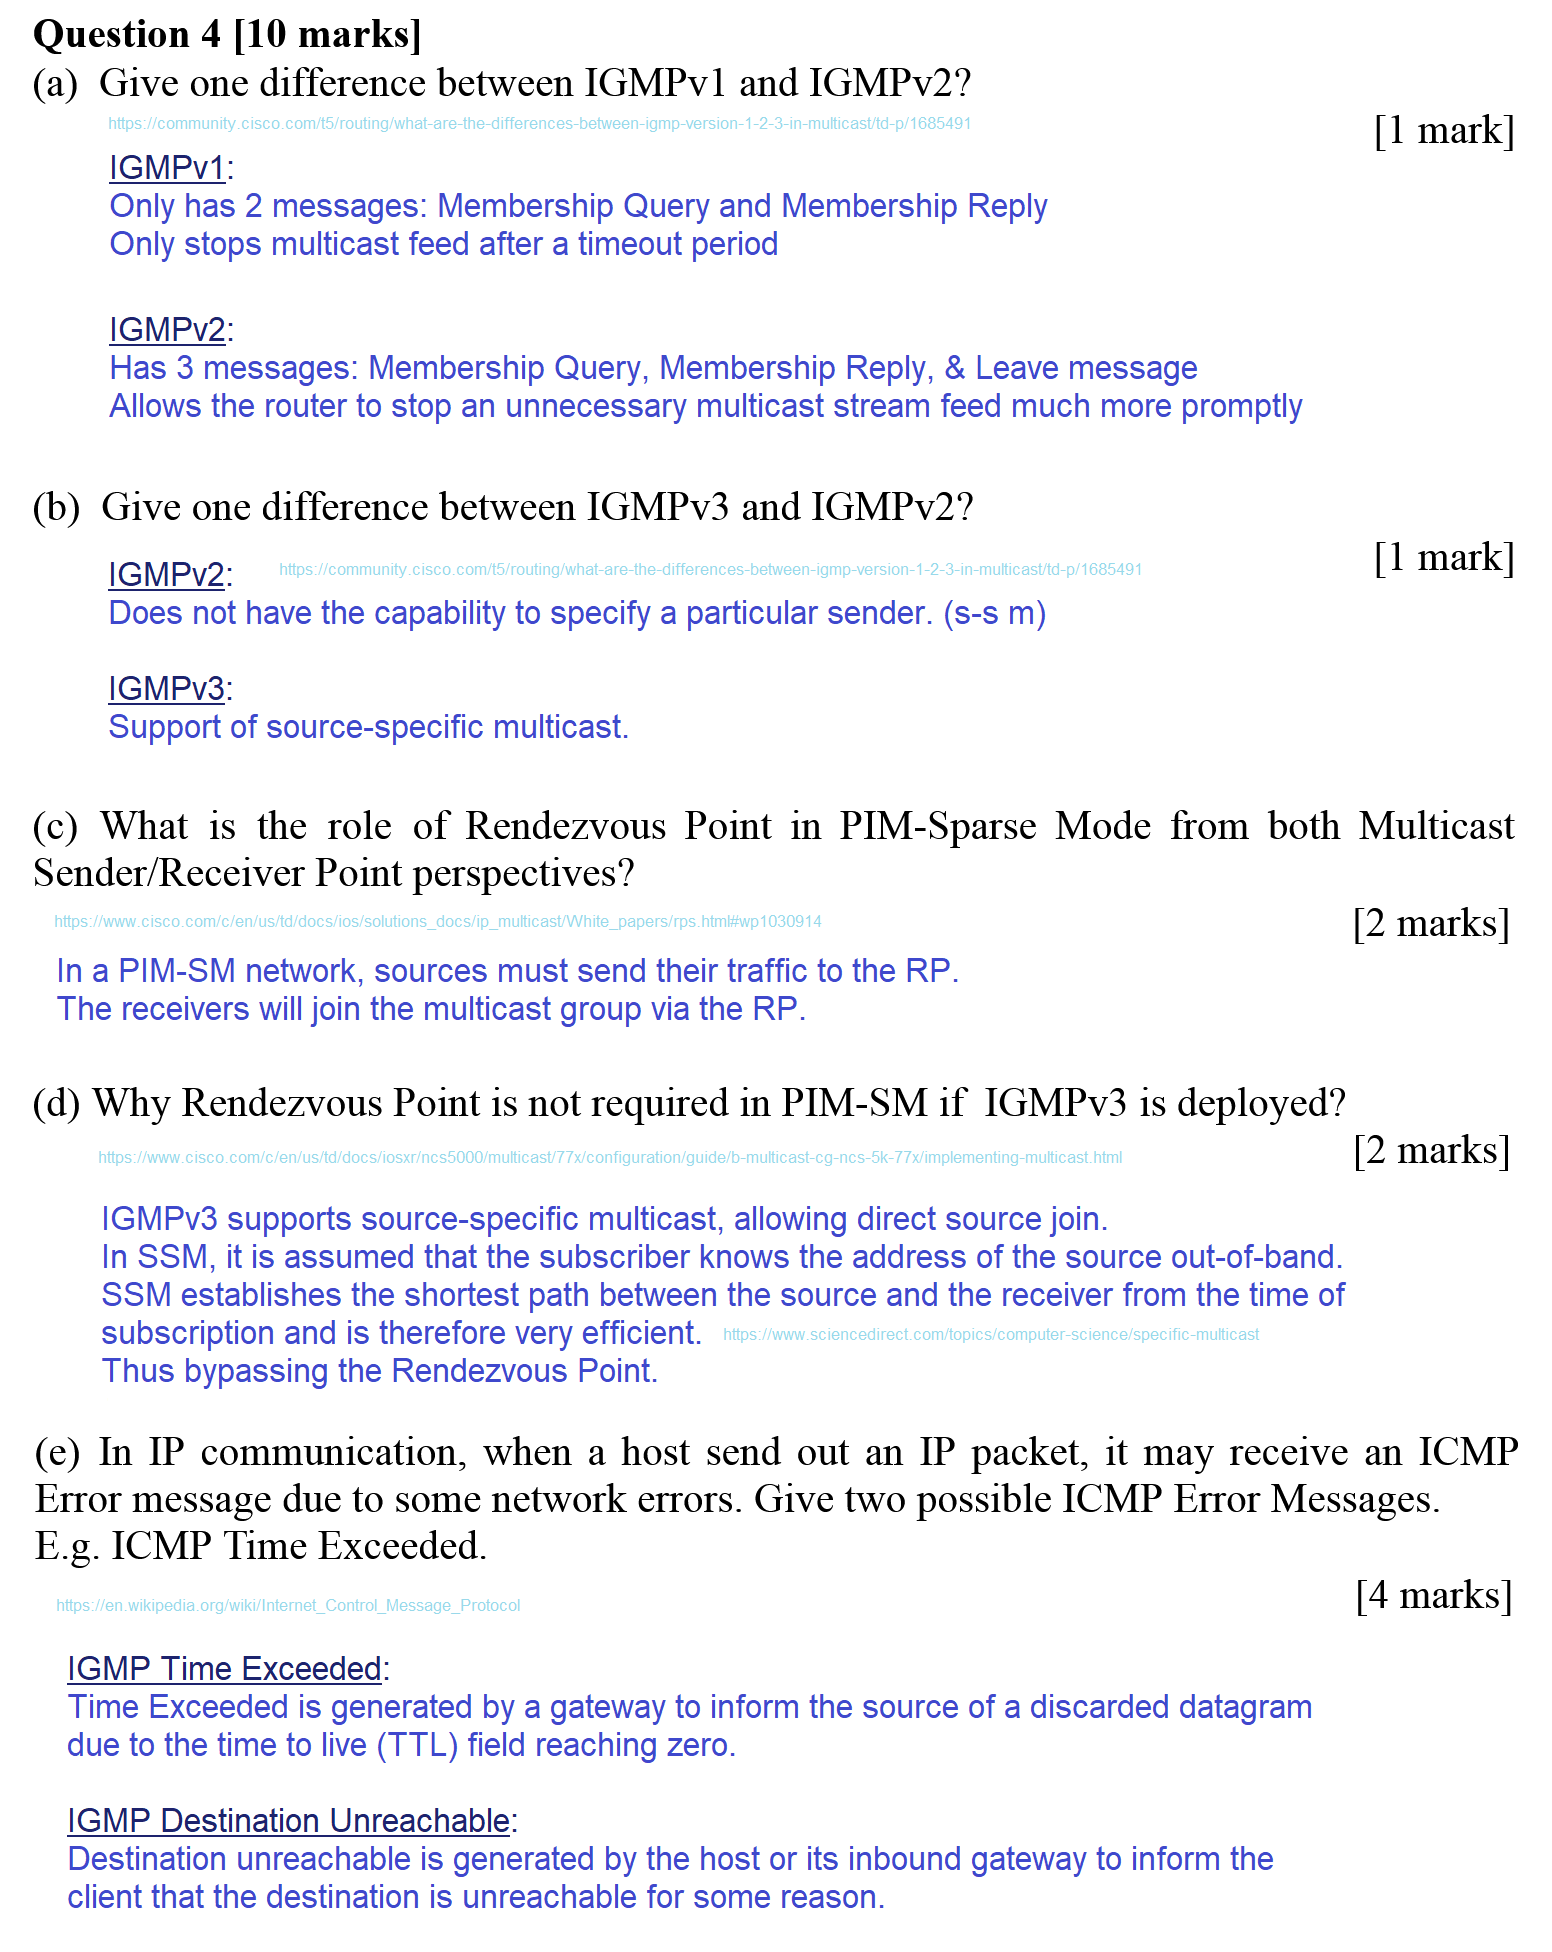 Question 4 [10 marks]
(a) Give one difference between IGMPv1 and IGMPv2?
https://community.cisco.com/t5/routing/what-are-the-differences-between-igmp-version-1-2-3-in-multicast/td-p/1685491
[1 mark]
IGMPv1:
Only has 2 messages: Membership Query and Membership Reply
Only stops multicast feed after a timeout period
IGMPv2:
Has 3 messages: Membership Query, Membership Reply, & Leave message
Allows the router to stop an unnecessary multicast stream feed much more promptly
(b) Give one difference between IGMPv3 and IGMPv2?
[1 mark]
IGMPv2: https://community.cisco.com/t5/routing/what-are-the-differences-between-igmp-version-1-2-3-in-multicast/td-p/1685491
Does not have the capability to specify a particular sender. (s-s m)
IGMPv3:
Support of source-specific multicast.
(c) What is the role of Rendezvous Point in PIM-Sparse Mode from both Multicast
Sender/Receiver Point perspectives?
https://www.cisco.com/c/en/us/td/docs/ios/solutions_docs/ip_multicast/White_papers/rps.html#wp1030914
[2 marks]
In a PIM-SM network, sources must send their traffic to the RP.
The receivers will join the multicast group via the RP.
(d) Why Rendezvous Point is not required in PIM-SM if IGMPv3 is deployed?
https://www.cisco.com/c/en/us/td/docs/iosxr/ncs5000/multicast/77x/configuration/guide/b-multicast-cg-ncs-5k-77x/implementing-multicast.html
[2 marks]
IGMPv3 supports source-specific multicast, allowing direct source join.
In SSM, it is assumed that the subscriber knows the address of the source out-of-band.
SSM establishes the shortest path between the source and the receiver from the time of
subscription and is therefore very efficient. https://www.sciencedirect.com/topics/computer-science/specific-multicast
Thus bypassing the Rendezvous Point.
(e) In IP communication, when a host send out an IP packet, it may receive an ICMP
Error message due to some network errors. Give two possible ICMP Error Messages.
E.g. ICMP Time Exceeded.
[4 marks]
https://en.wikipedia.org/wiki/Internet_Control_Message_Protocol
IGMP Time Exceeded:
Time Exceeded is generated by a gateway to inform the source of a discarded datagram
due to the time to live (TTL) field reaching zero.
IGMP Destination Unreachable:
Destination unreachable is generated by the host or its inbound gateway to inform the
client that the destination is unreachable for some reason.